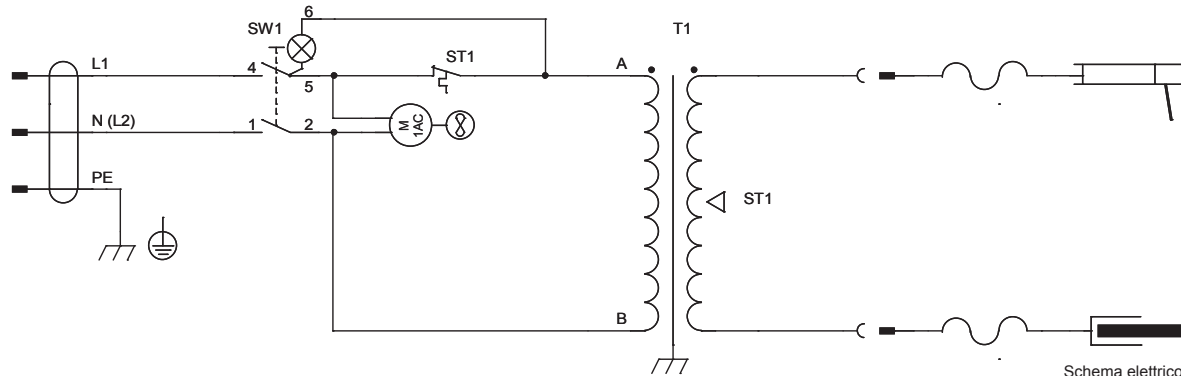 6
SW1
T1
ST1
L1
4
5
A
N (L2)
1
2
M
1AC
PE
ST1
B
Schema elettrico